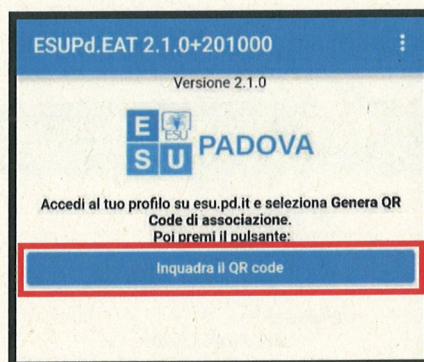 ESUPd.EAT 2.1.0+201000
Versione 2.1.0
E ESU
S U PADOVA
Accedi al tuo profilo su esu.pd.it e seleziona Genera QR
Code di associazione.
Poi premi il pulsante:
Inquadra il QR code